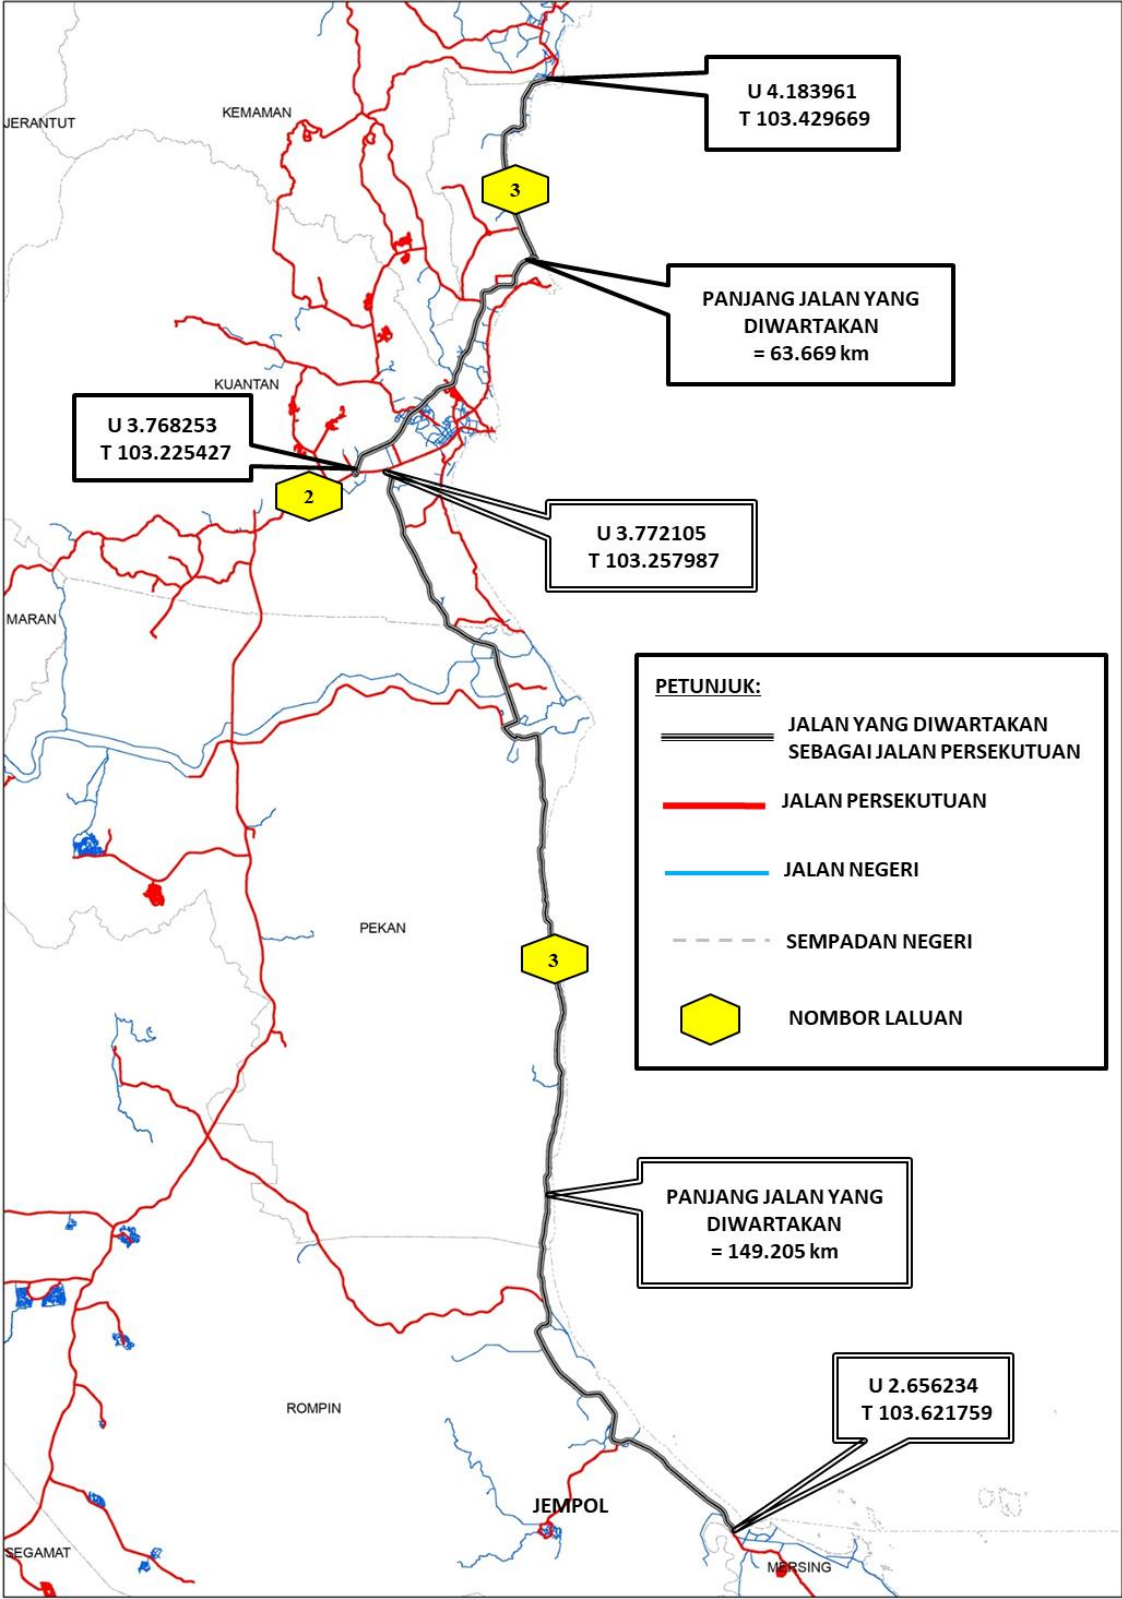 U 4.183961
T 103.429669
KEMAMAN
JERANTUT
3
PANJANG JALAN YANG
DIWARTAKAN
= 63.669 km
KUANTAN
U 3.768253
T 103.225427
2
U 3.772105
T 103.257987
MARAN
PETUNJUK:
JALAN YANG DIWARTAKAN
SEBAGAI JALAN PERSEKUTUAN
JALAN PERSEKUTUAN
JALAN NEGERI
SEMPADAN NEGERI
NOMBOR LALUAN
PEKAN
3
PANJANG JALAN YANG
DIWARTAKAN
= 149.205 km
U 2.656234
T 103.621759
ROMPIN
JEMPOL
SEGAMAT
MERSING